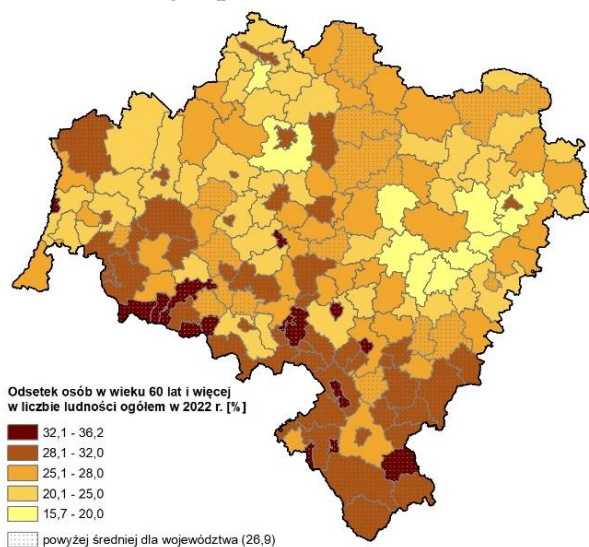 Odsetek osób w wieku 60 lat i więcej
w liczbie ludności ogółem w 2022 r. [%]
32,1 - 36,2
28,1 - 32,0
25,1 - 28,0
20,1 - 25,0
15,7 - 20,0
powyżej średniej dla województwa (26,9)